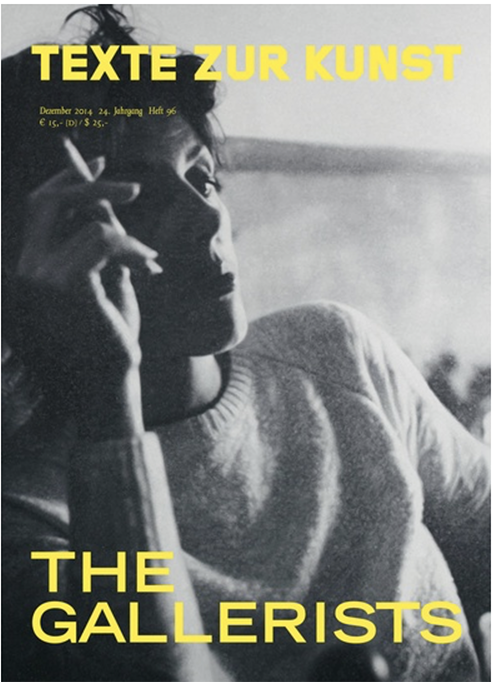 TEXTE ZUR KUNST
Dezember 2014 24. Jahrgang Heft 96
€ 15,- (D) / $ 25,-
THE
GALLERISTS